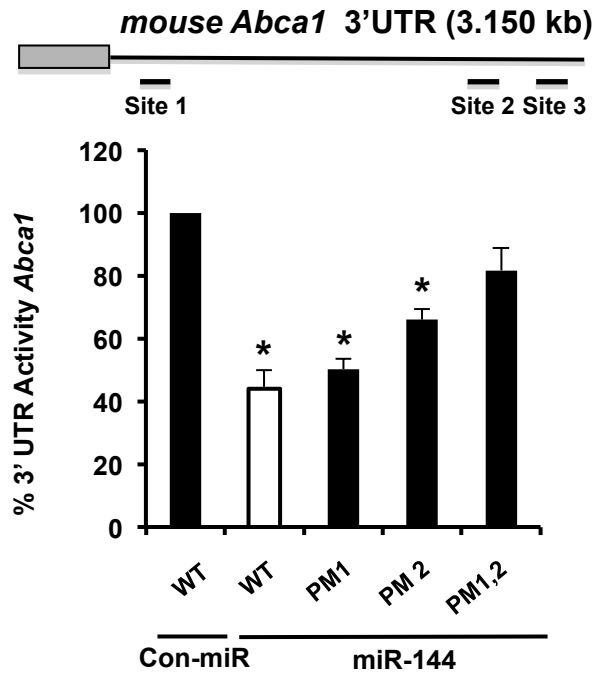 mouse Abca1 3’UTR (3.150 kb)
Site 1
Site 2 Site 3
% 3’ UTR Activity Abca1
120
100
80
60
40
20
0
*
*
*
WT
WT
PM1
PM 2
PM1,2
Con-miR
miR-144